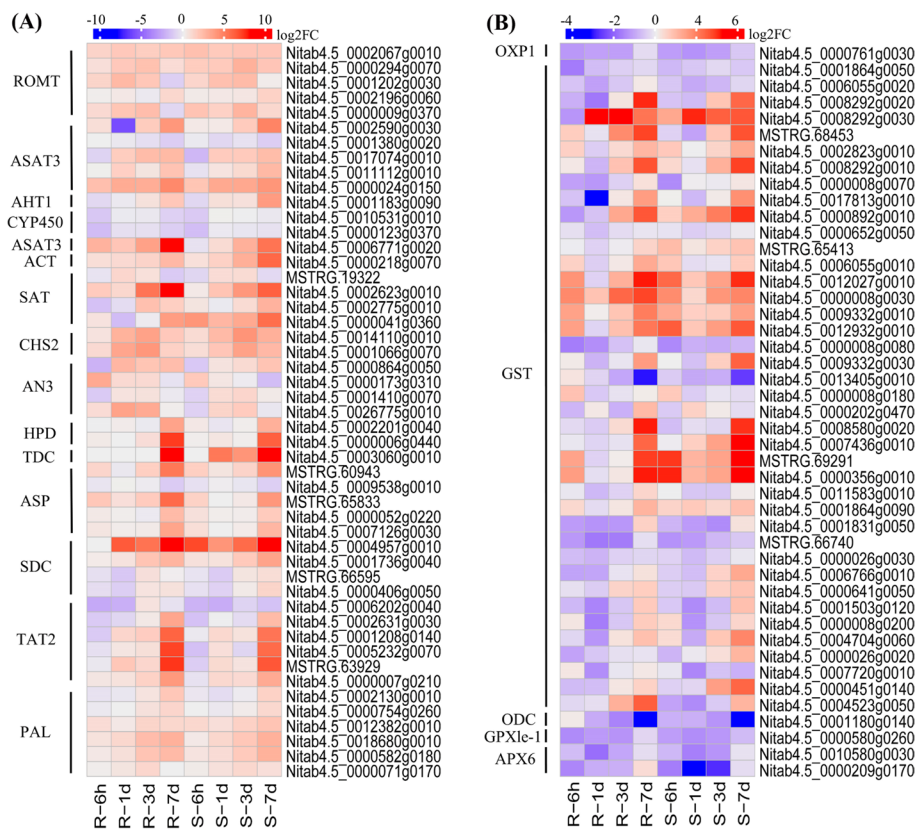 (A)
-10 -5 0 5 10
log2FC
ROMT
ASAT3
AHT1
CYP450
ASAT3
ACT
SAT
CHS2
AN3
HPD
TDC
ASP
SDC
TAT2
PAL
Nitab4.5_0002067g0010
Nitab4.5_0000294g0070
Nitab4.5_0001202g0030
Nitab4.5_0002196g0060
Nitab4.5_0000009g0370
Nitab4.5_0002590g0030
Nitab4.5_0001380g0020
Nitab4.5_0017074g0010
Nitab4.5_0011112g0010
Nitab4.5_0000024g0150
Nitab4.5_0001183g0090
Nitab4.5_0010531g0010
Nitab4.5_0000123g0370
Nitab4.5_0006771g0020
Nitab4.5_0000218g0070
MSTRG.19322
Nitab4.5_0002623g0010
Nitab4.5_0002775g0010
Nitab4.5_0000041g0360
Nitab4.5_0014110g0010
Nitab4.5_0001066g0070
Nitab4.5_0000864g0050
Nitab4.5_0000173g0310
Nitab4.5_0001410g0070
Nitab4.5_0026775g0010
Nitab4.5_0002201g0040
Nitab4.5_0000006g0440
Nitab4.5_0003060g0010
MSTRG.60943
Nitab4.5_0009538g0010
MSTRG.65833
Nitab4.5_0000052g0220
Nitab4.5_0007126g0030
Nitab4.5_0004957g0010
Nitab4.5_0001736g0040
MSTRG.66595
Nitab4.5_0000406g0050
Nitab4.5_0006202g0040
Nitab4.5_0002631g0030
Nitab4.5_0001208g0140
Nitab4.5_0005232g0070
MSTRG.63929
Nitab4.5_0000007g0210
Nitab4.5_0002130g0010
Nitab4.5_0000754g0260
Nitab4.5_0012382g0010
Nitab4.5_0018680g0010
Nitab4.5_0000582g0180
Nitab4.5_0000071g0170
R-6h
R-1d
R-3d
R-7d
S-6h
S-1d
S-3d
S-7d
(B)
-4 -2 0 2 4 6
log2FC
OXP1
GST
ODC
GPXle-1
APX6
Nitab4.5_0000761g0030
Nitab4.5_0001864g0050
Nitab4.5_0006055g0020
Nitab4.5_0008292g0020
Nitab4.5_0008292g0030
MSTRG.68453
Nitab4.5_0002823g0010
Nitab4.5_0008292g0010
Nitab4.5_0000008g0070
Nitab4.5_0017813g0010
Nitab4.5_0000892g0010
Nitab4.5_0000652g0050
MSTRG.65413
Nitab4.5_0006055g0010
Nitab4.5_0012027g0010
Nitab4.5_0000008g0030
Nitab4.5_0009332g0010
Nitab4.5_0012932g0010
Nitab4.5_0000008g0080
Nitab4.5_0009332g0030
Nitab4.5_0013405g0010
Nitab4.5_0000008g0180
Nitab4.5_0000202g0470
Nitab4.5_0008580g0020
Nitab4.5_0007436g0010
MSTRG.69291
Nitab4.5_0000356g0010
Nitab4.5_0011583g0010
Nitab4.5_0001864g0090
Nitab4.5_0001831g0050
MSTRG.66740
Nitab4.5_0000026g0030
Nitab4.5_0006766g0010
Nitab4.5_0000641g0050
Nitab4.5_0001503g0120
Nitab4.5_0000008g0200
Nitab4.5_0004704g0060
Nitab4.5_0000026g0020
Nitab4.5_0007720g0010
Nitab4.5_0000451g0140
Nitab4.5_0004523g0050
Nitab4.5_0001180g0140
Nitab4.5_0000580g0260
Nitab4.5_0010580g0030
Nitab4.5_0000209g0170
R-6h
R-1d
R-3d
R-7d
S-6h
S-1d
S-3d
S-7d